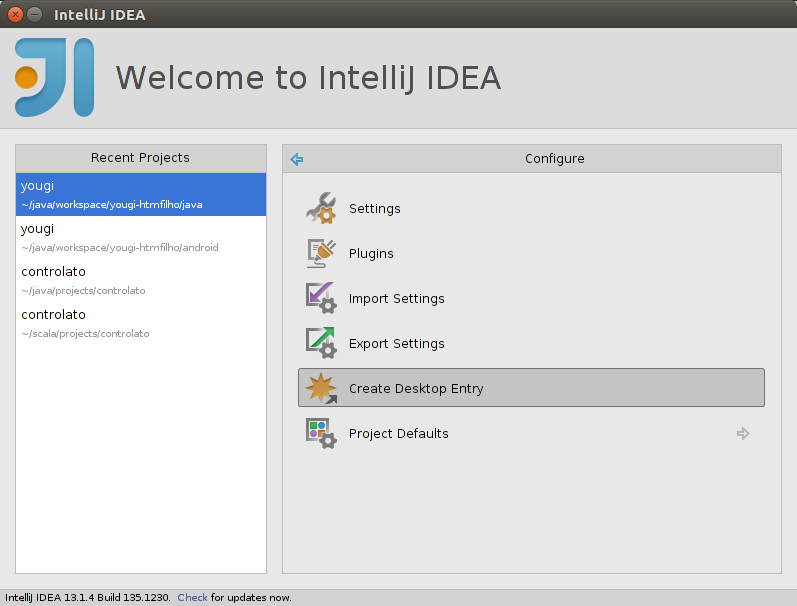 IntelliJ IDEA
Welcome to IntelliJ IDEA
Recent Projects
yougi
~/java/workspace/yougi-htmfilho/java
yougi
~/java/workspace/yougi-htmfilho/android
controlato
~/java/projects/controlato
controlato
~/scala/projects/controlato
Configure
Settings
Plugins
Import Settings
Export Settings
Create Desktop Entry
Project Defaults
IntelliJ IDEA 13.1.4 Build 135.1230. Check for updates now.